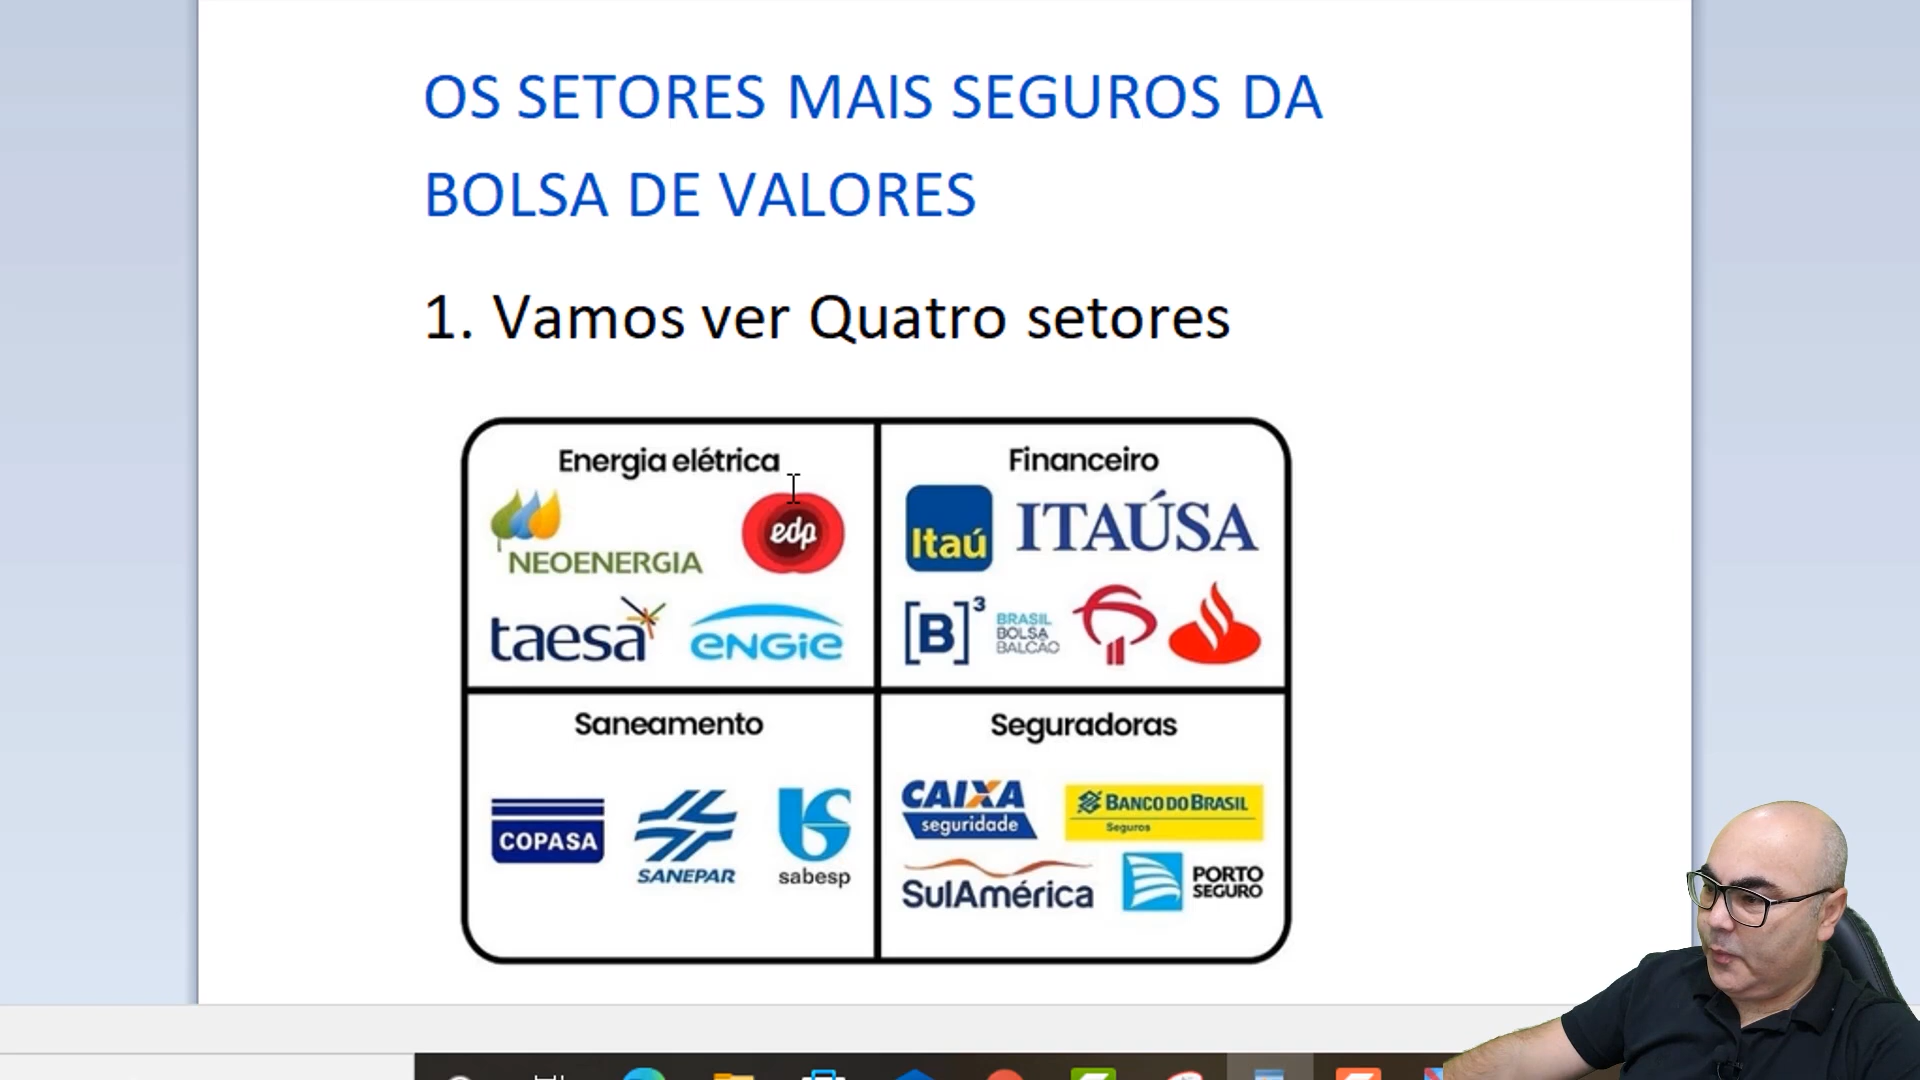 OS SETORES MAIS SEGUROS DA
BOLSA DE VALORES
1. Vamos ver Quatro setores
Energia elétrica
NEOENERGIA
edp
taesa
ENGIE
Financeiro
Itaú
ITAÚSA
[B]³
BRASIL
BOLSA
BALCÃO
Saneamento
COPASA
SANEPAR
sabesp
Seguradoras
CAIXA
seguridade
BANCO DO BRASIL
Seguros
SulAmérica
PORTO
SEGURO